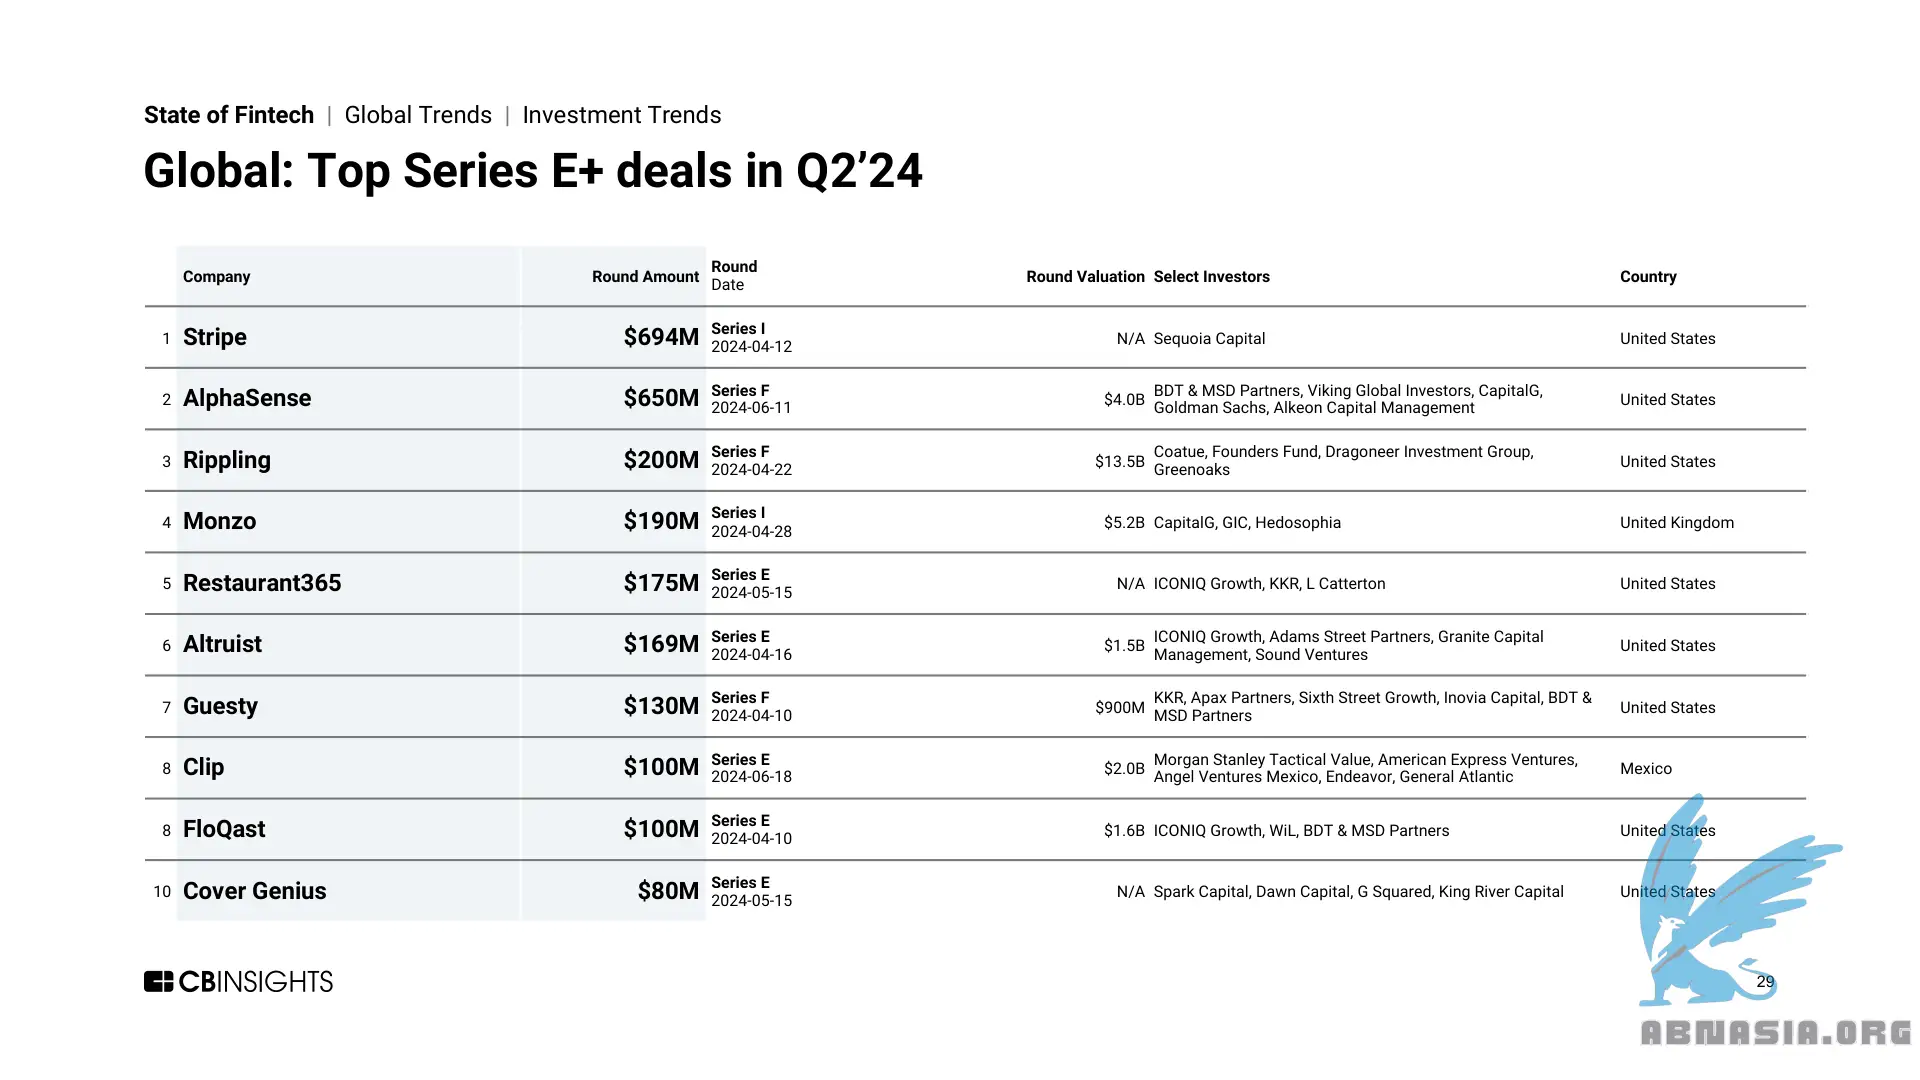 State of Fintech | Global Trends | Investment Trends
Global: Top Series E+ deals in Q2’24
Company Round Amount Round Date Round Valuation Select Investors Country
1 Stripe $694M Series I 2024-04-12 N/A Sequoia Capital United States
2 AlphaSense $650M Series F 2024-06-11 $4.0B BDT & MSD Partners, Viking Global Investors, CapitalG, Goldman Sachs, Alkeon Capital Management United States
3 Rippling $200M Series F 2024-04-22 $13.5B Coatue, Founders Fund, Dragoneer Investment Group, Greenoaks United States
4 Monzo $190M Series I 2024-04-28 $5.2B CapitalG, GIC, Hedosophia United Kingdom
5 Restaurant365 $175M Series E 2024-05-15 N/A ICONIQ Growth, KKR, L Catterton United States
6 Altruist $169M Series E 2024-04-16 $1.5B ICONIQ Growth, Adams Street Partners, Granite Capital Management, Sound Ventures United States
7 Guesty $130M Series F 2024-04-10 $900M KKR, Apax Partners, Sixth Street Growth, Inovia Capital, BDT & MSD Partners United States
8 Clip $100M Series E 2024-06-18 $2.0B Morgan Stanley Tactical Value, American Express Ventures, Angel Ventures Mexico, Endeavor, General Atlantic Mexico
8 FloQast $100M Series E 2024-04-10 $1.6B ICONIQ Growth, WiL, BDT & MSD Partners United States
10 Cover Genius $80M Series E 2024-05-15 N/A Spark Capital, Dawn Capital, G Squared, King River Capital United States
CBINSIGHTS
29
ABNASIA.ORG